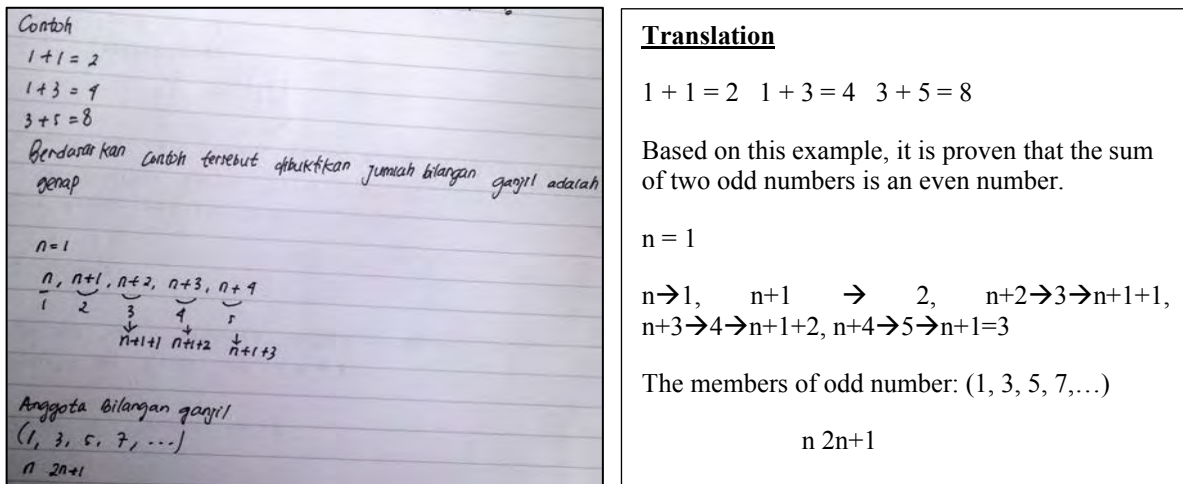 Contoh
1 + 1 = 2
1 + 3 = 4
3 + 5 = 8
Berdasarkan Contoh tersebut dibuktikan jumlah bilangan ganjil adalah
genap
n = 1
n, n+1, n+2, n+3, n+4
1 2 3 4 5
n+1+1 n+1+2 n+1+3
Anggota Bilangan ganjil
(1, 3, 5, 7, ...)
n 2n+1
Translation
1 + 1 = 2 1 + 3 = 4 3 + 5 = 8
Based on this example, it is proven that the sum
of two odd numbers is an even number.
n = 1
n→1, n+1 → 2, n+2→3→n+1+1,
n+3→4→n+1+2, n+4→5→n+1=3
The members of odd number: (1, 3, 5, 7,…)
n 2n+1